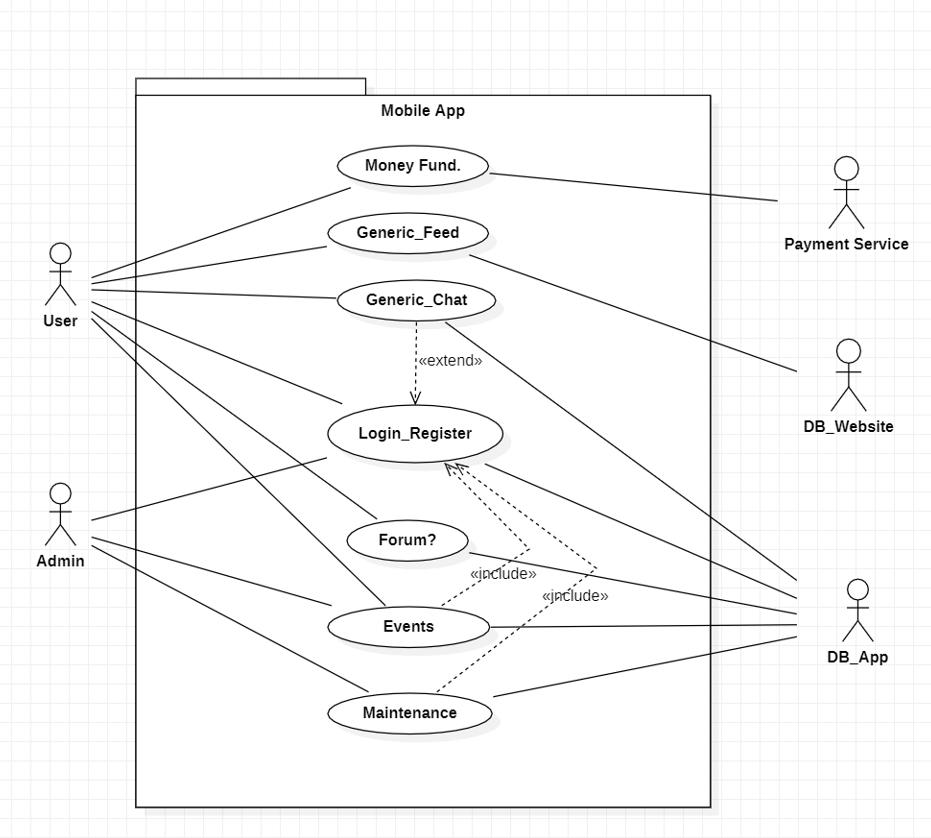 Mobile App
Money Fund.
Generic_Feed
Payment Service
Generic_Chat
User
«extend»
DB_Website
Login_Register
Forum?
Admin
«include»
«include»
Events
DB_App
Maintenance